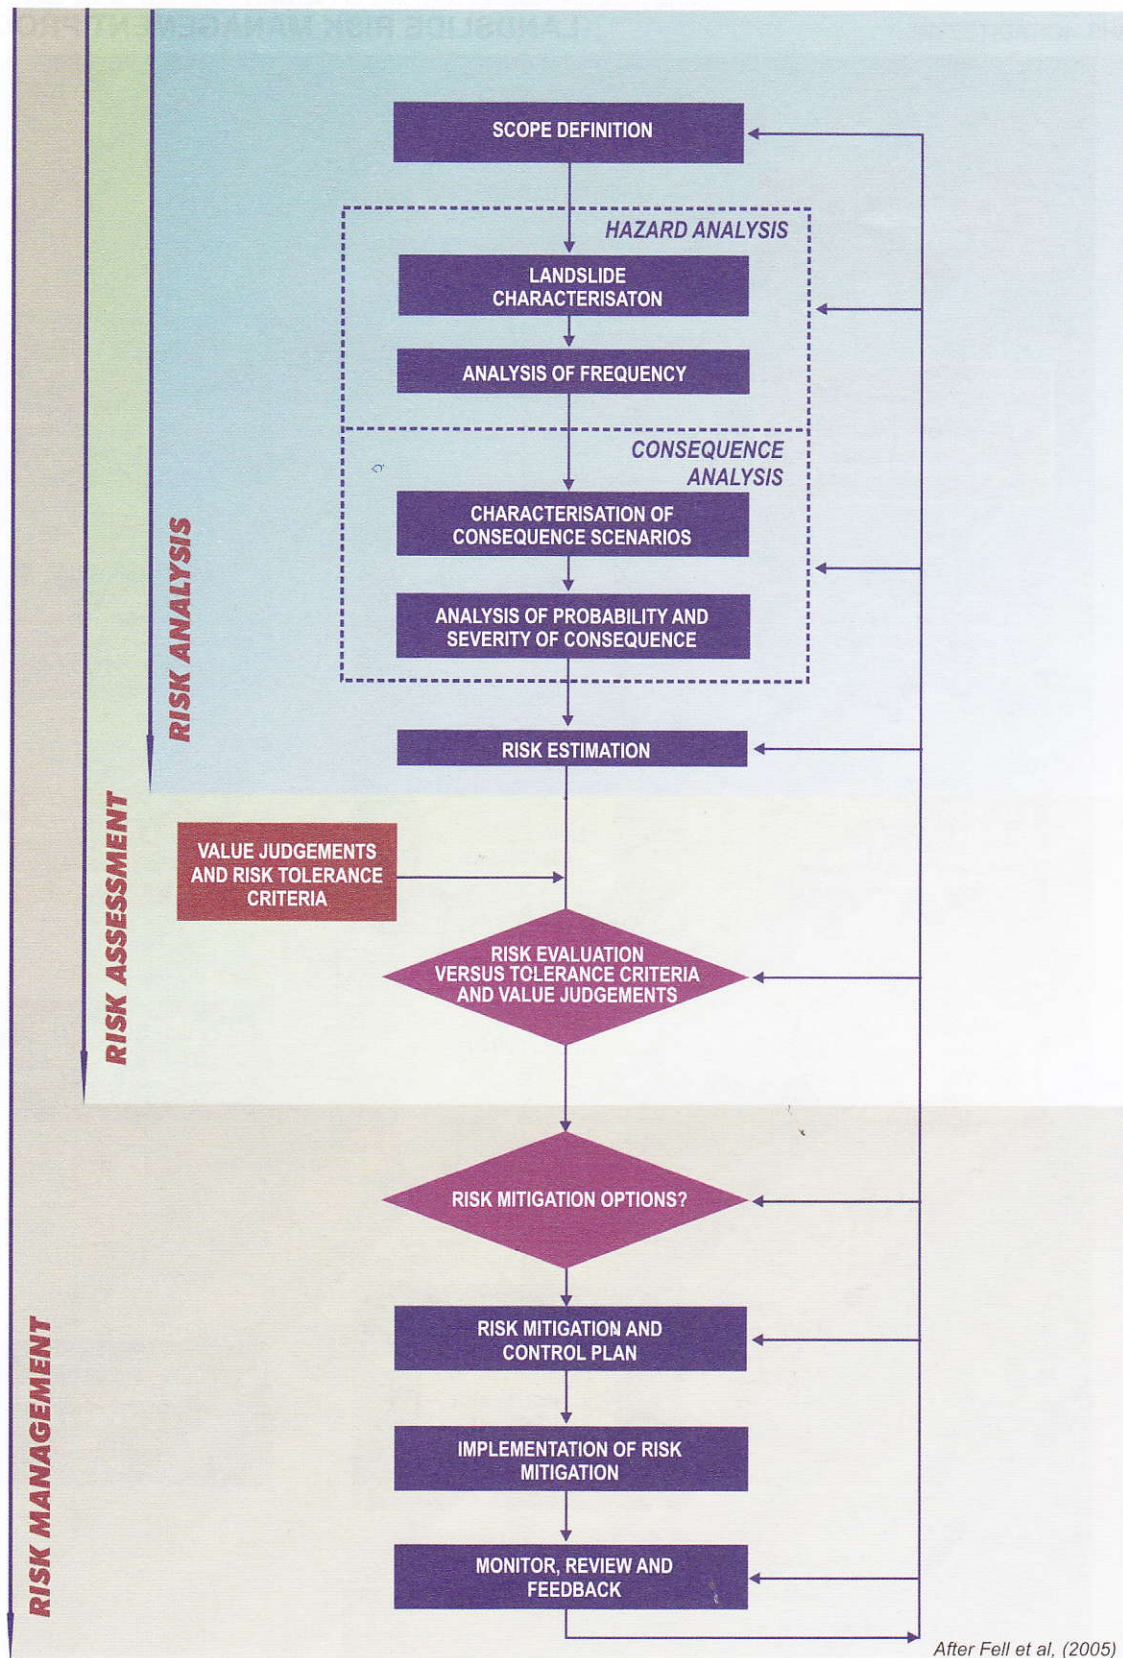 SCOPE DEFINITION
HAZARD ANALYSIS
LANDSLIDE
CHARACTERISATON
ANALYSIS OF FREQUENCY
CONSEQUENCE
ANALYSIS
CHARACTERISATION OF
CONSEQUENCE SCENARIOS
ANALYSIS OF PROBABILITY AND
SEVERITY OF CONSEQUENCE
RISK ANALYSIS
RISK ESTIMATION
VALUE JUDGEMENTS
AND RISK TOLERANCE
CRITERIA
RISK ASSESSMENT
RISK EVALUATION
VERSUS TOLERANCE CRITERIA
AND VALUE JUDGEMENTS
RISK MITIGATION OPTIONS?
RISK MITIGATION AND
CONTROL PLAN
IMPLEMENTATION OF RISK
MITIGATION
RISK MANAGEMENT
MONITOR, REVIEW AND
FEEDBACK
After Fell et al, (2005)